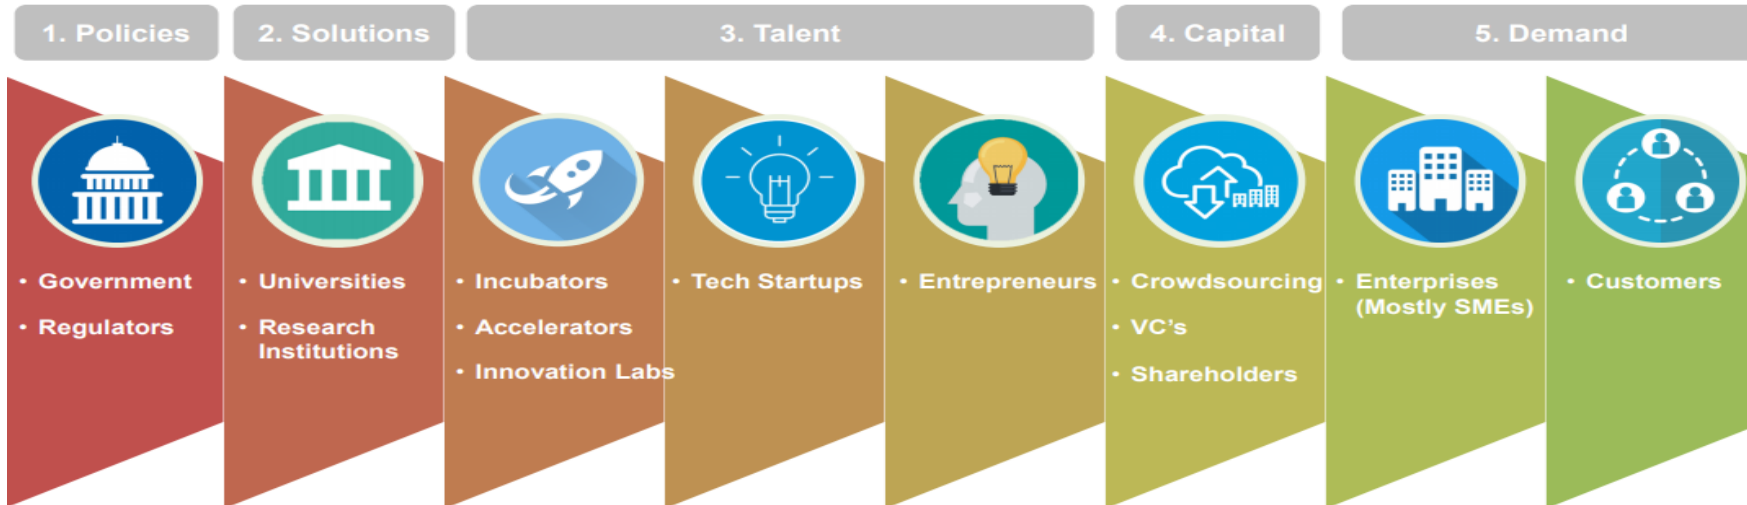 1. Policies
2. Solutions
3. Talent
4. Capital
5. Demand
• Government
• Regulators
• Universities
• Research
Institutions
• Incubators
• Accelerators
• Innovation Labs
• Tech Startups
• Entrepreneurs
• Crowdsourcing
• VC's
• Shareholders
• Enterprises
(Mostly SMEs)
• Customers